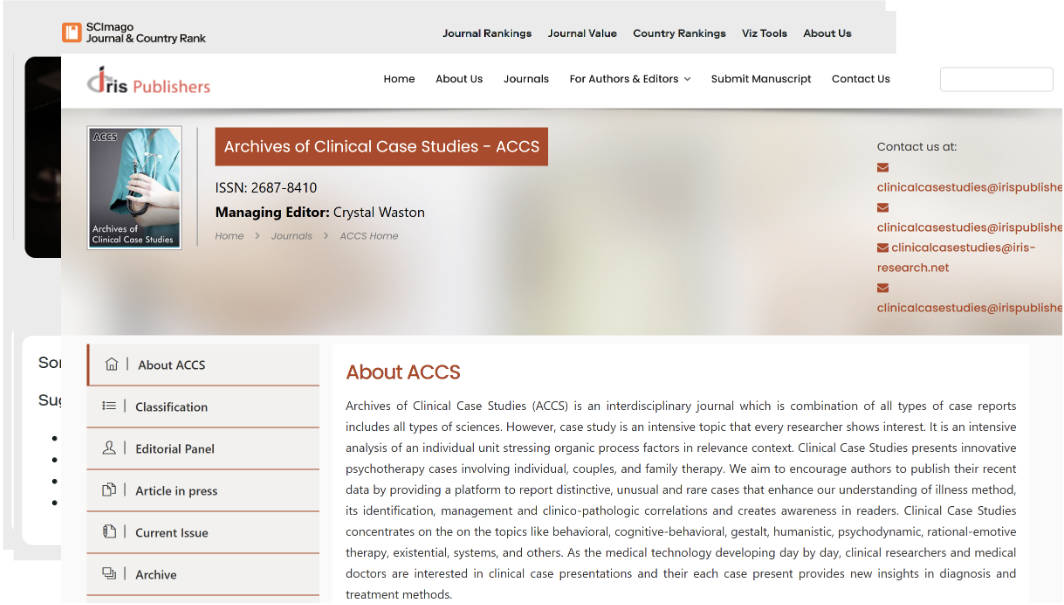 SCImago
Journal & Country Rank
Journal Rankings Journal Value Country Rankings Viz Tools About Us
Iris Publishers
Home About Us Journals For Authors & Editors Submit Manuscript Contact Us
ACCS
Archives of
Clinical Case Studies
Archives of Clinical Case Studies - ACCS
ISSN: 2687-8410
Managing Editor: Crystal Waston
Home > Journals > ACCS Home
Contact us at:
clinicalcasestudies@irispublishe
clinicalcasestudies@irispublishe
clinicalcasestudies@iris-
research.net
clinicalcasestudies@irispublishe
About ACCS
Classification
Editorial Panel
Article in press
Current Issue
Archive
About ACCS
Archives of Clinical Case Studies (ACCS) is an interdisciplinary journal which is combination of all types of case reports
includes all types of sciences. However, case study is an intensive topic that every researcher shows interest. It is an intensive
analysis of an individual unit stressing organic process factors in relevance context. Clinical Case Studies presents innovative
psychotherapy cases involving individual, couples, and family therapy. We aim to encourage authors to publish their recent
data by providing a platform to report distinctive, unusual and rare cases that enhance our understanding of illness method,
its identification, management and clinico-pathologic correlations and creates awareness in readers. Clinical Case Studies
concentrates on the on the topics like behavioral, cognitive-behavioral, gestalt, humanistic, psychodynamic, rational-emotive
therapy, existential, systems, and others. As the medical technology developing day by day, clinical researchers and medical
doctors are interested in clinical case presentations and their each case present provides new insights in diagnosis and
treatment methods.